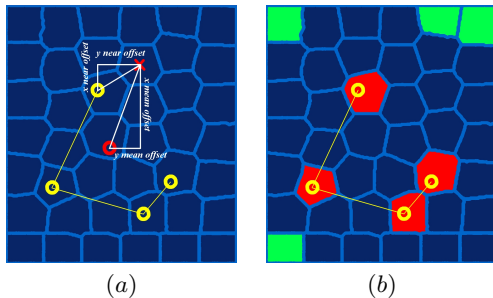 y near offset
x near offset
x mean offset
y mean offset
(a)
(b)